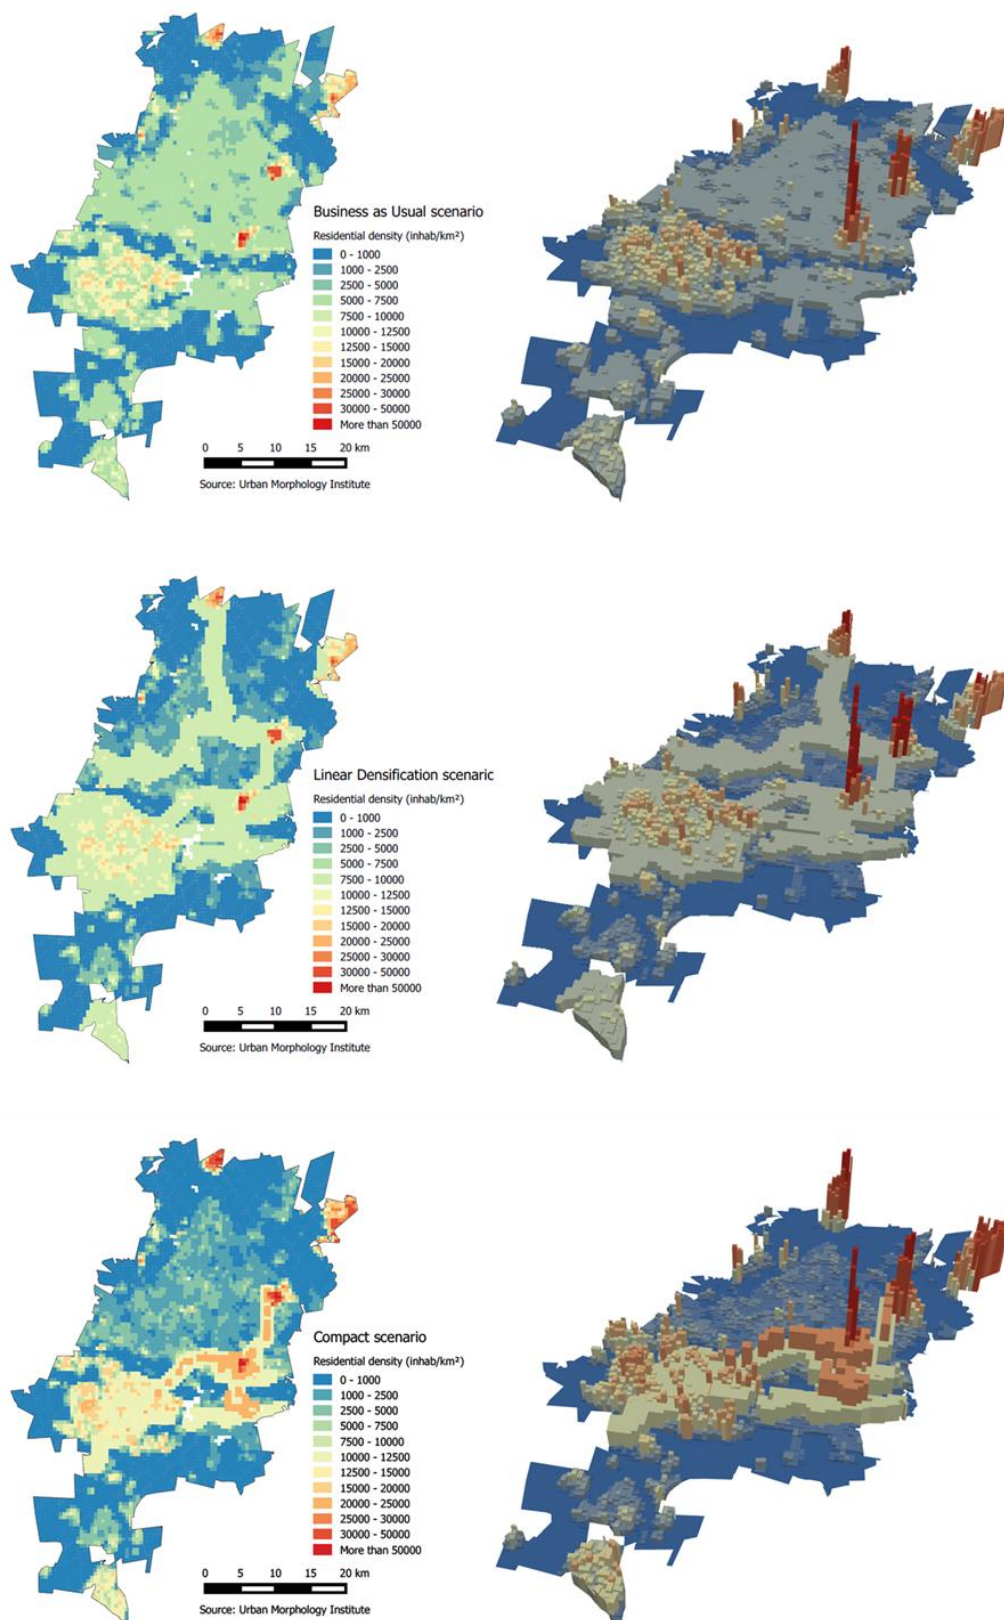 Business as Usual scenario
Residential density (inhab/km²)
0 - 1000
1000 - 2500
2500 - 5000
5000 - 7500
7500 - 10000
10000 - 12500
12500 - 15000
15000 - 20000
20000 - 25000
25000 - 30000
30000 - 50000
More than 50000
0 5 10 15 20 km
Source: Urban Morphology Institute
Linear Densification scenaric
Residential density (inhab/km²)
0 - 1000
1000 - 2500
2500 - 5000
5000 - 7500
7500 - 10000
10000 - 12500
12500 - 15000
15000 - 20000
20000 - 25000
25000 - 30000
30000 - 50000
More than 50000
0 5 10 15 20 km
Source: Urban Morphology Institute
Compact scenario
Residential density (inhab/km²)
0 - 1000
1000 - 2500
2500 - 5000
5000 - 7500
7500 - 10000
10000 - 12500
12500 - 15000
15000 - 20000
20000 - 25000
25000 - 30000
30000 - 50000
More than 50000
0 5 10 15 20 km
Source: Urban Morphology Institute